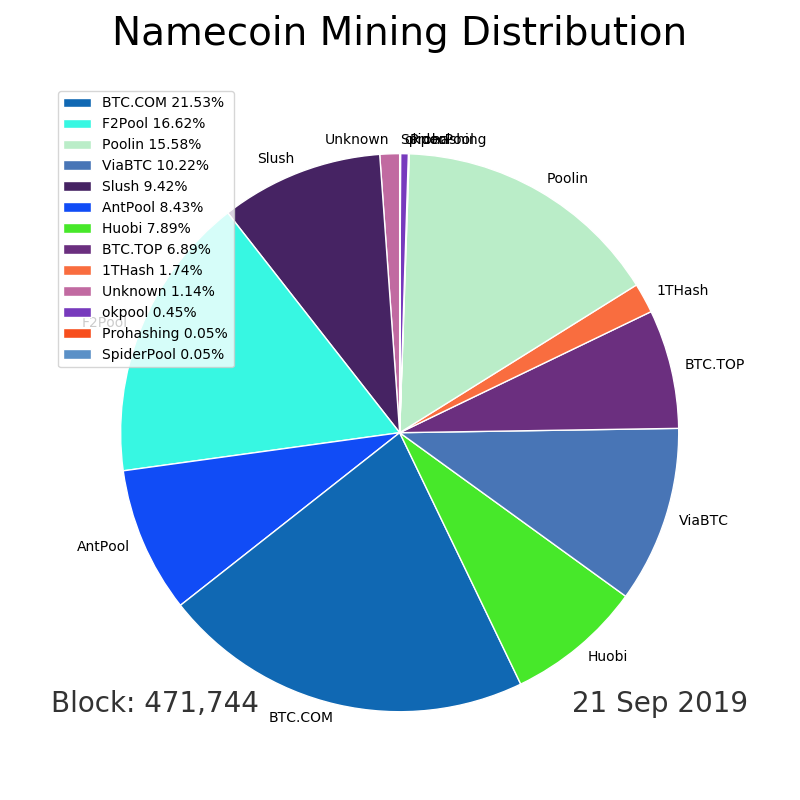 Namecoin Mining Distribution
BTC.COM 21.53%
F2Pool 16.62%
Poolin 15.58%
ViaBTC 10.22%
Slush 9.42%
AntPool 8.43%
Huobi 7.89%
BTC.TOP 6.89%
1THash 1.74%
Unknown 1.14%
okpool 0.45%
Prohashing 0.05%
SpiderPool 0.05%
Unknown
Slush
Poolin
1THash
BTC.TOP
F2Pool
ViaBTC
AntPool
Huobi
BTC.COM
Block: 471,744
21 Sep 2019